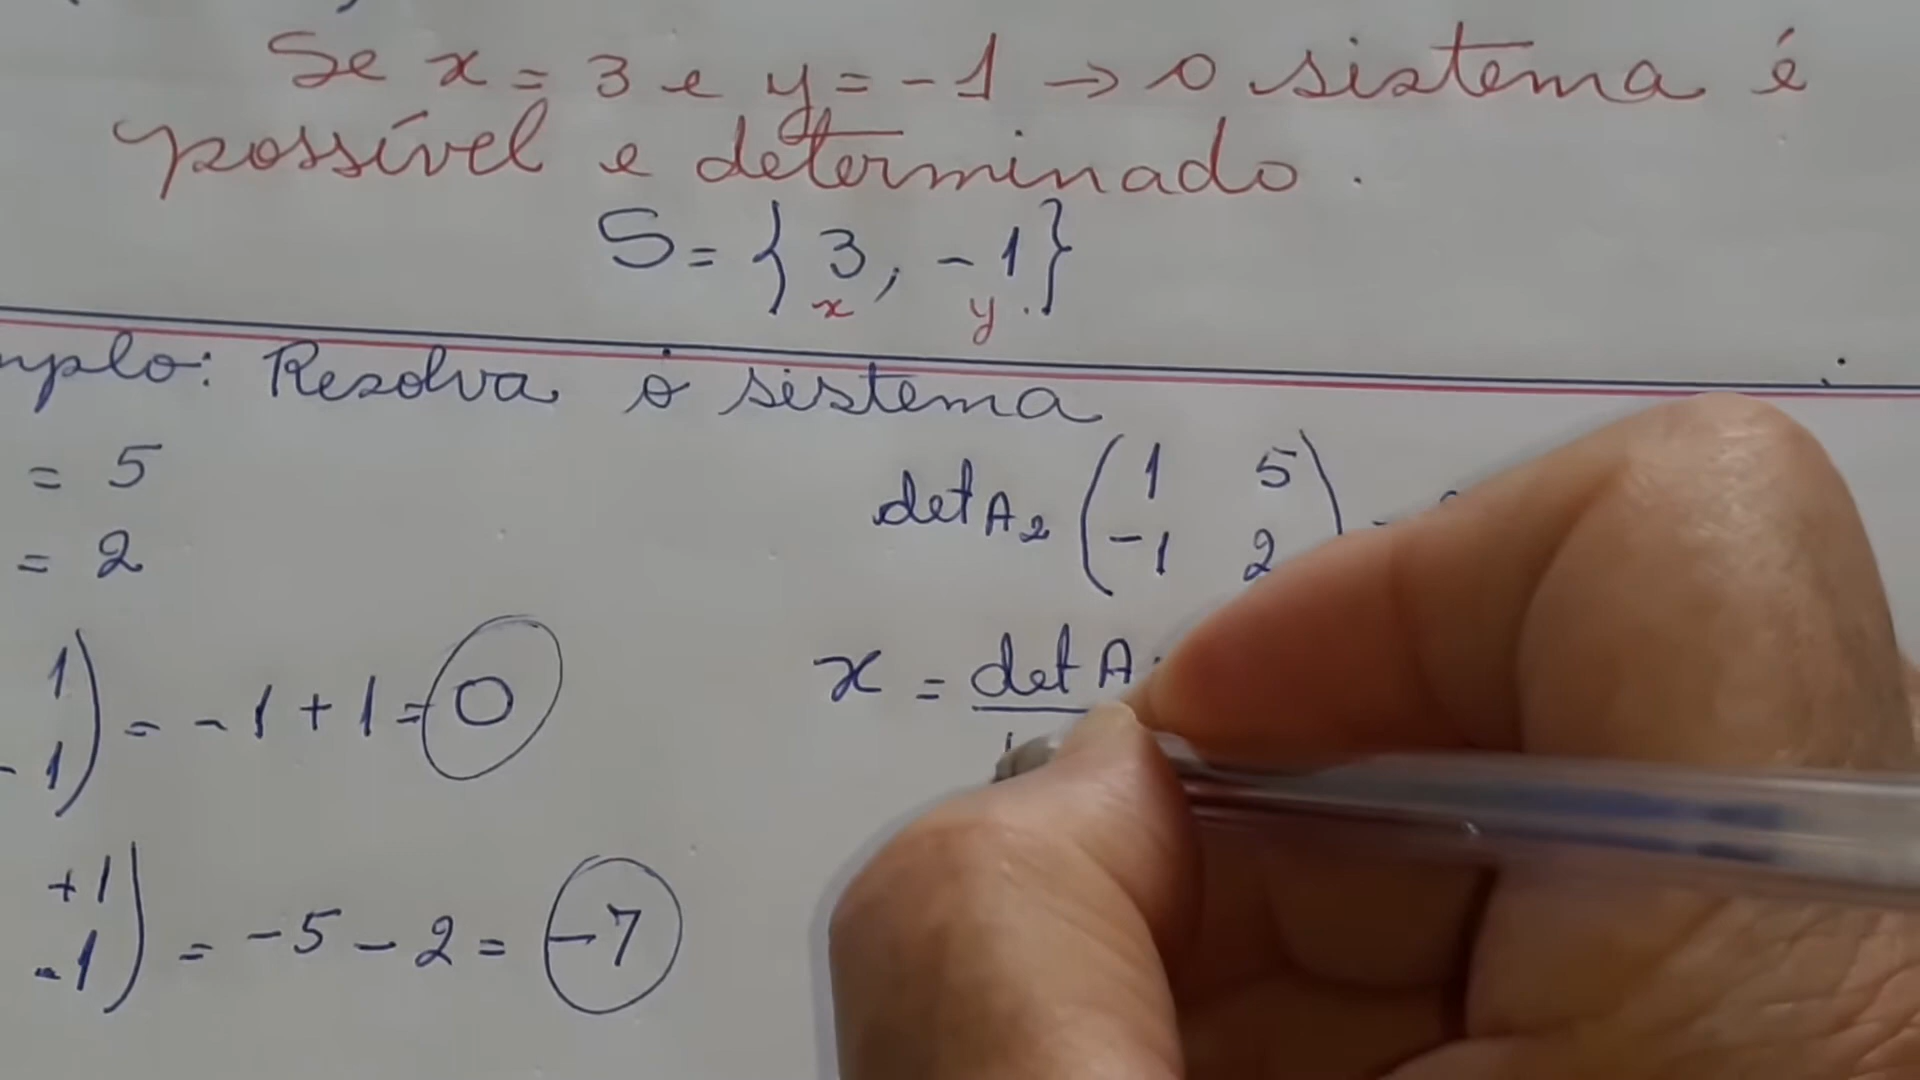 Se x = 3 e y = -1 → o sistema é
possível e determinado.
S = { 3, -1 }
x y
mplo: Resolva o sistema
= 5
= 2
det A2 ( 1 5
-1 2 )
x = det A
1
- 1 ) = - 1 + 1 = 0
+1
-1 ) = -5 - 2 = -7